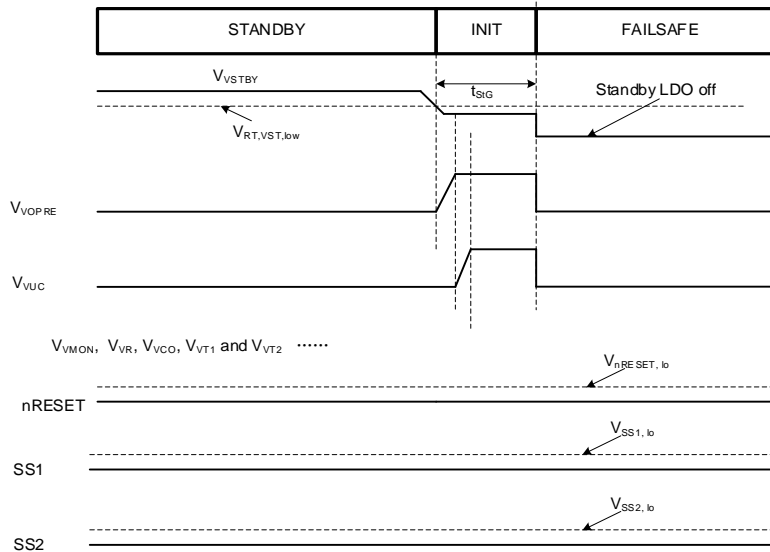 STANDBY INIT FAILSAFE
VVSTBY
tStG
Standby LDO off
VRT,VST,low
VVOPRE
VVUC
VVMON, VVR, VVCO, VVT1 and VVT2 ······
VnRESET, lo
nRESET
VSS1, lo
SS1
VSS2, lo
SS2